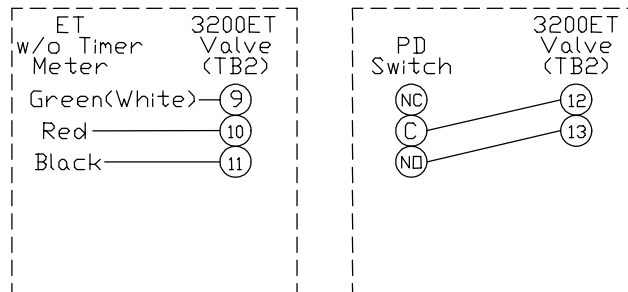 ET 3200ET
w/o Timer Valve
Meter (TB2)
Green(White) 9
Red 10
Black 11
3200ET
PD Valve
Switch (TB2)
NC
12
C
13
NO